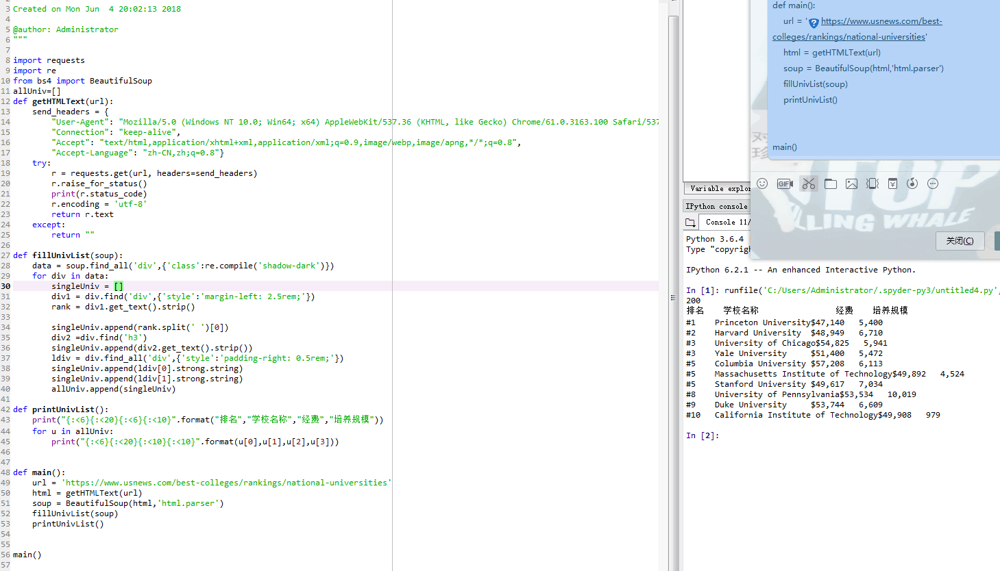 3 Created on Mon Jun  4 20:02:13 2018
4
5 @author: Administrator
6 """
7
8 import requests
9 import re
10 from bs4 import BeautifulSoup
11 allUniv=[]
12 def getHTMLText(url):
13     send_headers = {
14         "User-Agent": "Mozilla/5.0 (Windows NT 10.0; Win64; x64) AppleWebKit/537.36 (KHTML, like Gecko) Chrome/61.0.3163.100 Safari/537
15         "Connection": "keep-alive",
16         "Accept": "text/html,application/xhtml+xml,application/xml;q=0.9,image/webp,image/apng,*/*;q=0.8",
17         "Accept-Language": "zh-CN,zh;q=0.8"}
18     try:
19         r = requests.get(url, headers=send_headers)
20         r.raise_for_status()
21         print(r.status_code)
22         r.encoding = 'utf-8'
23         return r.text
24     except:
25         return ""
26
27 def fillUnivList(soup):
28     data = soup.find_all('div',{'class':re.compile('shadow-dark')})
29     for div in data:
30         singleUniv = []
31         div1 = div.find('div',{'style':'margin-left: 2.5rem;'})
32         rank = div1.get_text().strip()
33
34         singleUniv.append(rank.split(' ')[0])
35         div2 =div.find('h3')
36         singleUniv.append(div2.get_text().strip())
37         ldiv = div.find_all('div',{'style':'padding-right: 0.5rem;'})
38         singleUniv.append(ldiv[0].strong.string)
39         singleUniv.append(ldiv[1].strong.string)
40         allUniv.append(singleUniv)
41
42 def printUnivList():
43     print("{:<6}{:<20}{:<6}{:<10}".format("排名","学校名称","经费","培养规模"))
44     for u in allUniv:
45         print("{:<6}{:<20}{:<10}{:<10}".format(u[0],u[1],u[2],u[3]))
46
47
48 def main():
49     url = 'https://www.usnews.com/best-colleges/rankings/national-universities'
50     html = getHTMLText(url)
51     soup = BeautifulSoup(html,'html.parser')
52     fillUnivList(soup)
53     printUnivList()
54
55
56 main()
57
def main():
url = 'https://www.usnews.com/best-
colleges/rankings/national-universities'
html = getHTMLText(url)
soup = BeautifulSoup(html,'html.parser')
fillUnivList(soup)
printUnivList()
main()
GIF
TOP
LLING WHALE
关闭(C)
Variable explor
IPython console
Console 11/
Python 3.6.4
Type "copyrigh
IPython 6.2.1 -- An enhanced Interactive Python.
In [1]: runfile('C:/Users/Administrator/.spyder-py3/untitled4.py',
200
排名    学校名称                经费    培养规模
#1    Princeton University$47,140   5,400
#2    Harvard University  $48,949   6,710
#3    University of Chicago$54,825   5,941
#3    Yale University     $51,400   5,472
#5    Columbia University $57,208   6,113
#5    Massachusetts Institute of Technology$49,892   4,524
#5    Stanford University $49,617   7,034
#8    University of Pennsylvania$53,534   10,019
#9    Duke University     $53,744   6,609
#10   California Institute of Technology$49,908   979
In [2]: